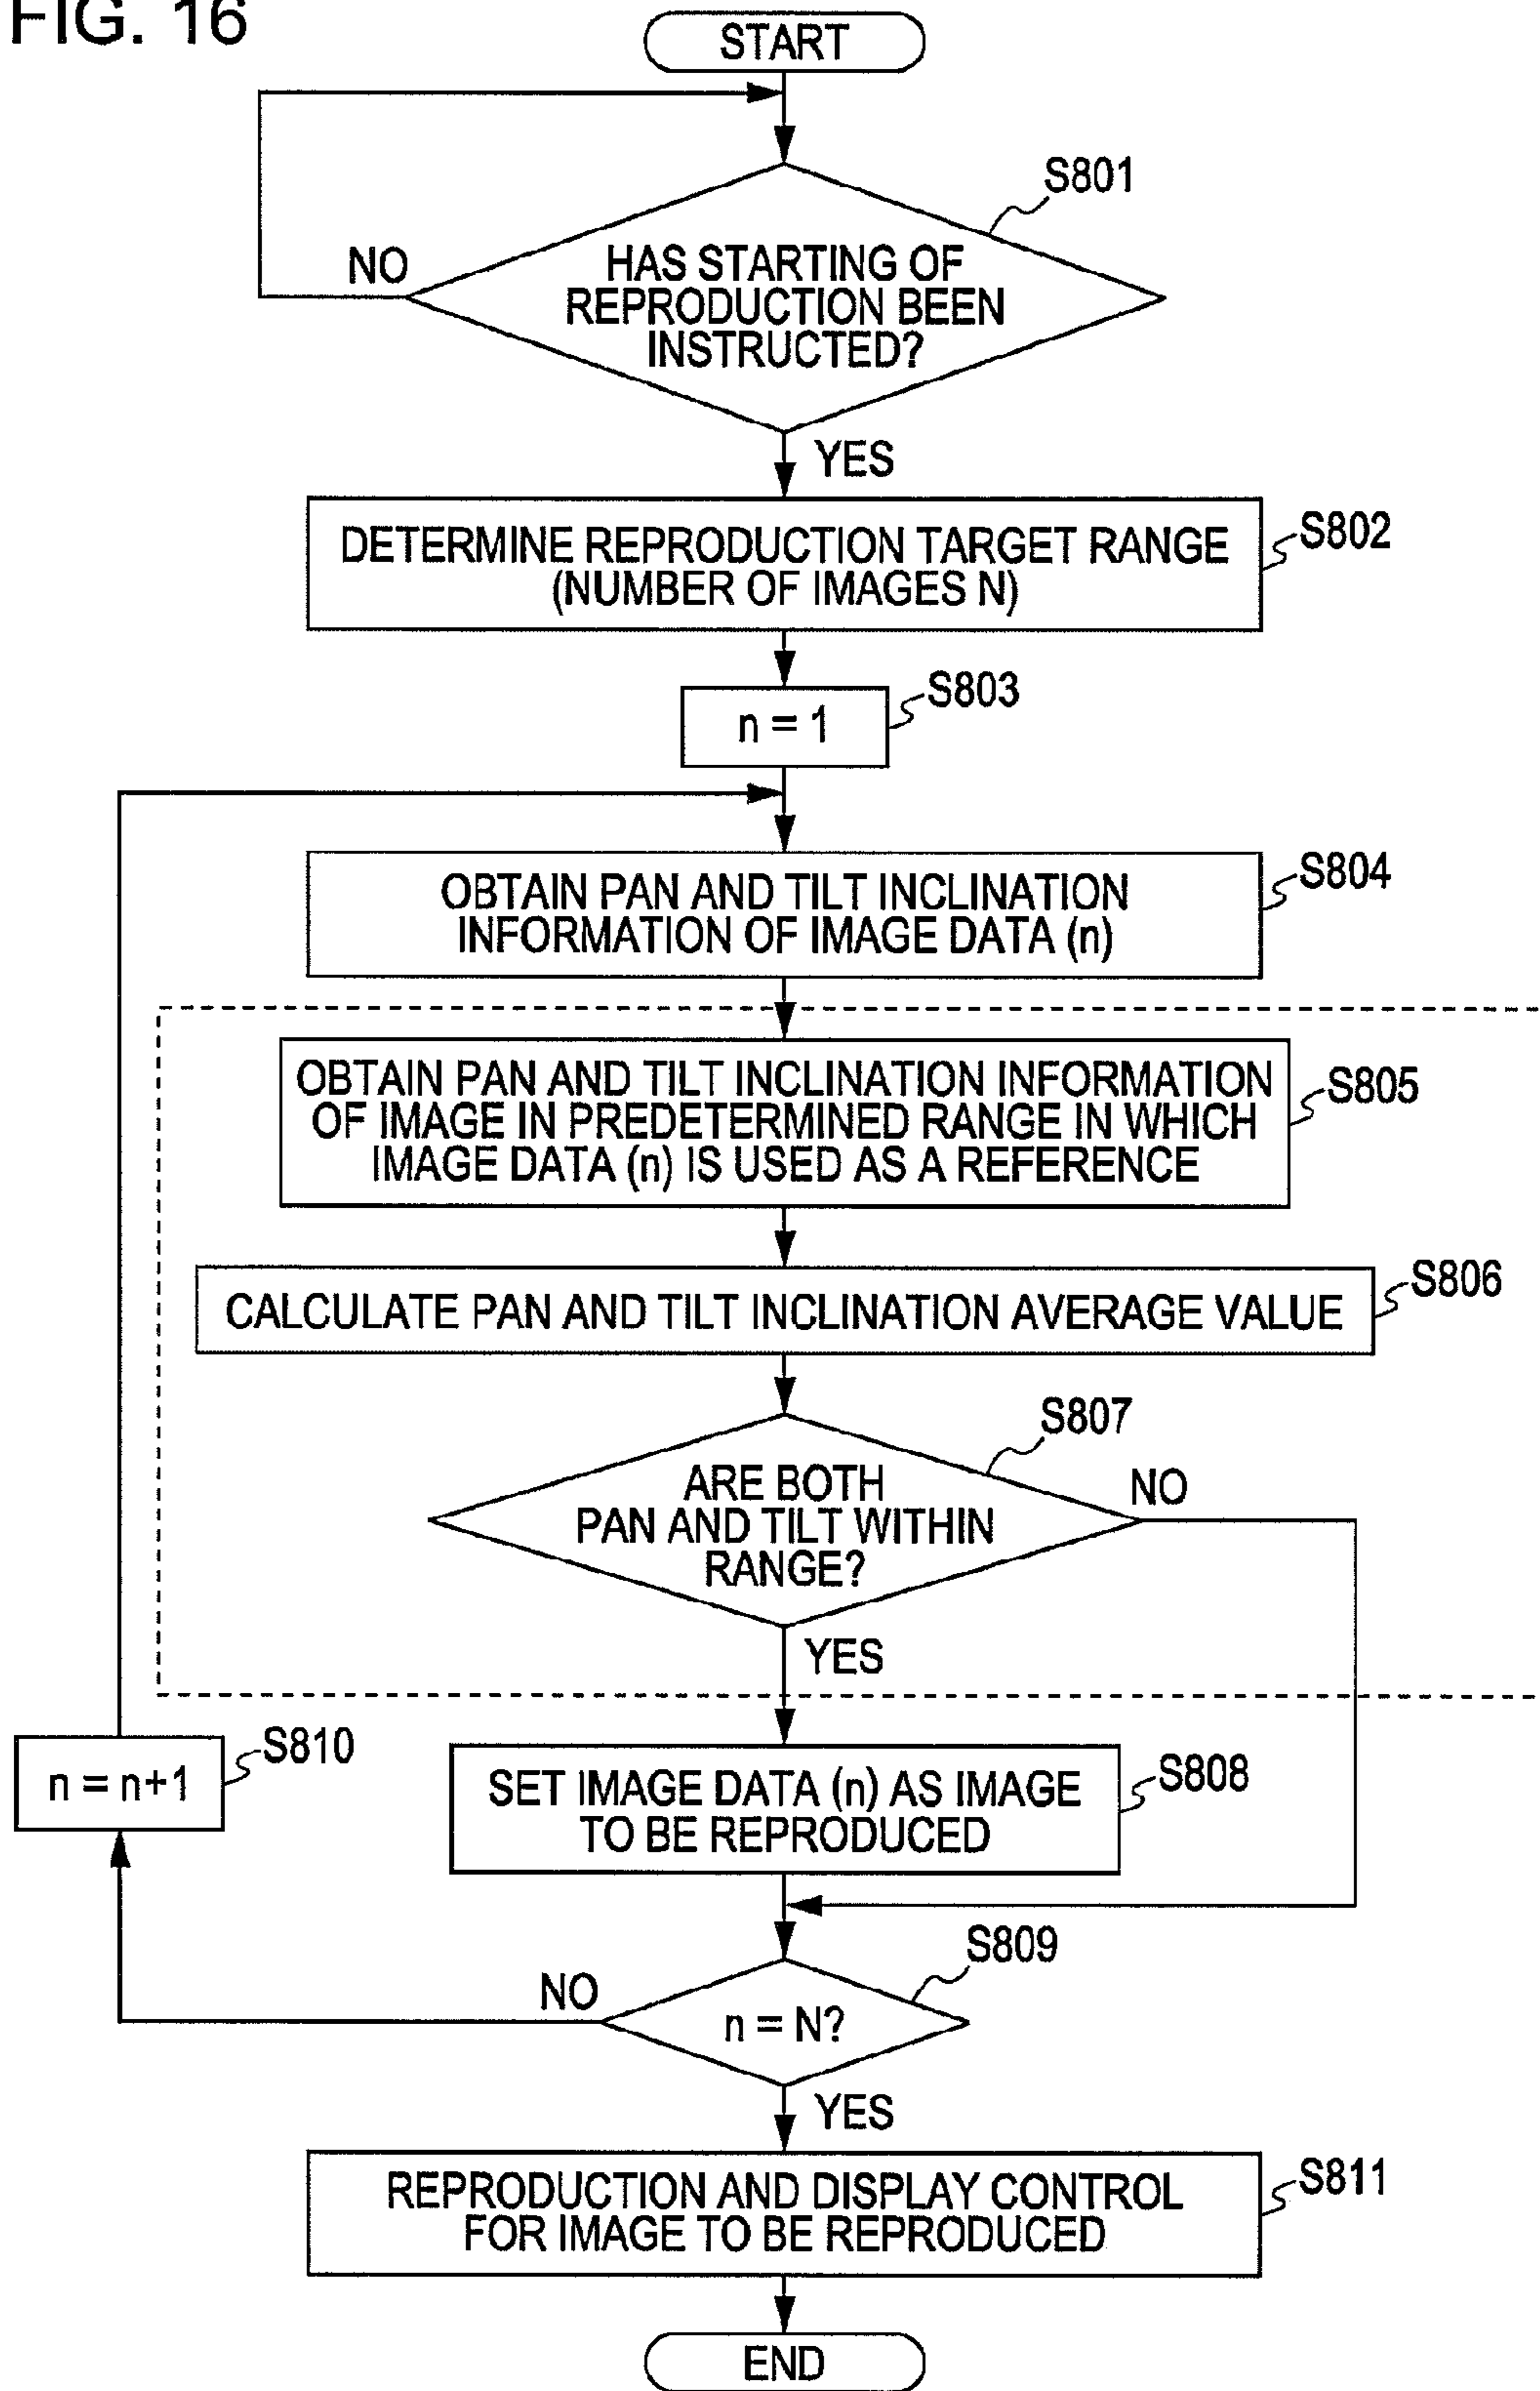 FIG. 16
START
S801
NO
HAS STARTING OF
REPRODUCTION BEEN
INSTRUCTED?
YES
DETERMINE REPRODUCTION TARGET RANGE
(NUMBER OF IMAGES N)
S802
S803
n = 1
S804
OBTAIN PAN AND TILT INCLINATION
INFORMATION OF IMAGE DATA (n)
OBTAIN PAN AND TILT INCLINATION INFORMATION
OF IMAGE IN PREDETERMINED RANGE IN WHICH
IMAGE DATA (n) IS USED AS A REFERENCE
S805
S806
CALCULATE PAN AND TILT INCLINATION AVERAGE VALUE
S807
NO
ARE BOTH
PAN AND TILT WITHIN
RANGE?
YES
S810
n = n+1
S808
SET IMAGE DATA (n) AS IMAGE
TO BE REPRODUCED
S809
NO
n = N?
YES
S811
REPRODUCTION AND DISPLAY CONTROL
FOR IMAGE TO BE REPRODUCED
END